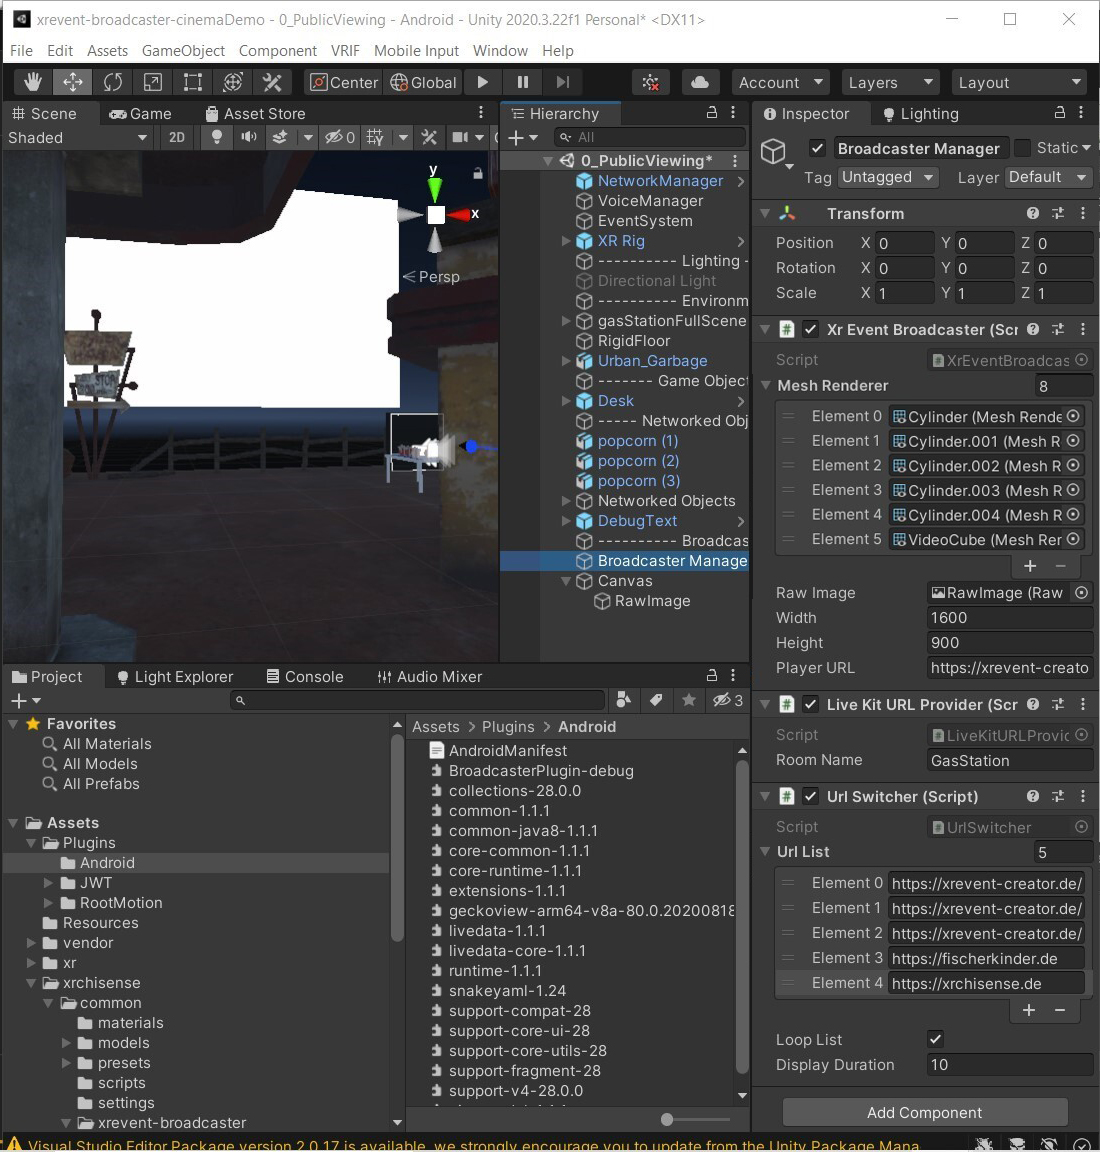 xrevent-broadcaster-cinemaDemo - 0_PublicViewing - Android - Unity 2020.3.22f1 Personal* <DX11>
File Edit Assets GameObject Component VRIF Mobile Input Window Help
Center Global Account Layers Layout
Scene Game Asset Store
Shaded 2D 0
y
x
Persp
Hierarchy
All
0_PublicViewing*
NetworkManager
VoiceManager
EventSystem
XR Rig
---------- Lighting -
Directional Light
---------- Environm
gasStationFullScene
RigidFloor
Urban_Garbage
------- Game Object
Desk
----- Networked Obj
popcorn (1)
popcorn (2)
popcorn (3)
Networked Objects
DebugText
---------- Broadcas
Broadcaster Manage
Canvas
RawImage
Inspector Lighting
Broadcaster Manager Static
Tag Untagged Layer Default
Transform
Position X 0 Y 0 Z 0
Rotation X 0 Y 0 Z 0
Scale X 1 Y 1 Z 1
Xr Event Broadcaster (Scr
Script XrEventBroadcas
Mesh Renderer 8
Element 0 Cylinder (Mesh Rende
Element 1 Cylinder.001 (Mesh R
Element 2 Cylinder.002 (Mesh R
Element 3 Cylinder.003 (Mesh R
Element 4 Cylinder.004 (Mesh R
Element 5 VideoCube (Mesh Rer
Raw Image RawImage (Raw
Width 1600
Height 900
Player URL https://xrevent-creato
Live Kit URL Provider (Scr
Script LiveKitURLProvic
Room Name GasStation
Url Switcher (Script)
Script UrlSwitcher
Url List 5
Element 0 https://xrevent-creator.de/
Element 1 https://xrevent-creator.de/
Element 2 https://xrevent-creator.de/
Element 3 https://fischerkinder.de
Element 4 https://xrchisense.de
Loop List
Display Duration 10
Add Component
Project Light Explorer Console Audio Mixer
3
Favorites
All Materials
All Models
All Prefabs
Assets
Plugins
Android
JWT
RootMotion
Resources
vendor
xr
xrchisense
common
materials
models
presets
scripts
settings
xrevent-broadcaster
Assets > Plugins > Android
AndroidManifest
BroadcasterPlugin-debug
collections-28.0.0
common-1.1.1
common-java8-1.1.1
core-common-1.1.1
core-runtime-1.1.1
extensions-1.1.1
geckoview-arm64-v8a-80.0.20200818
livedata-1.1.1
livedata-core-1.1.1
runtime-1.1.1
snakeyaml-1.24
support-compat-28
support-core-ui-28
support-core-utils-28
support-fragment-28
support-v4-28.0.0
Visual Studio Editor Package version 2.0.17 is available, we strongly encourage you to update from the Unity Package Mana